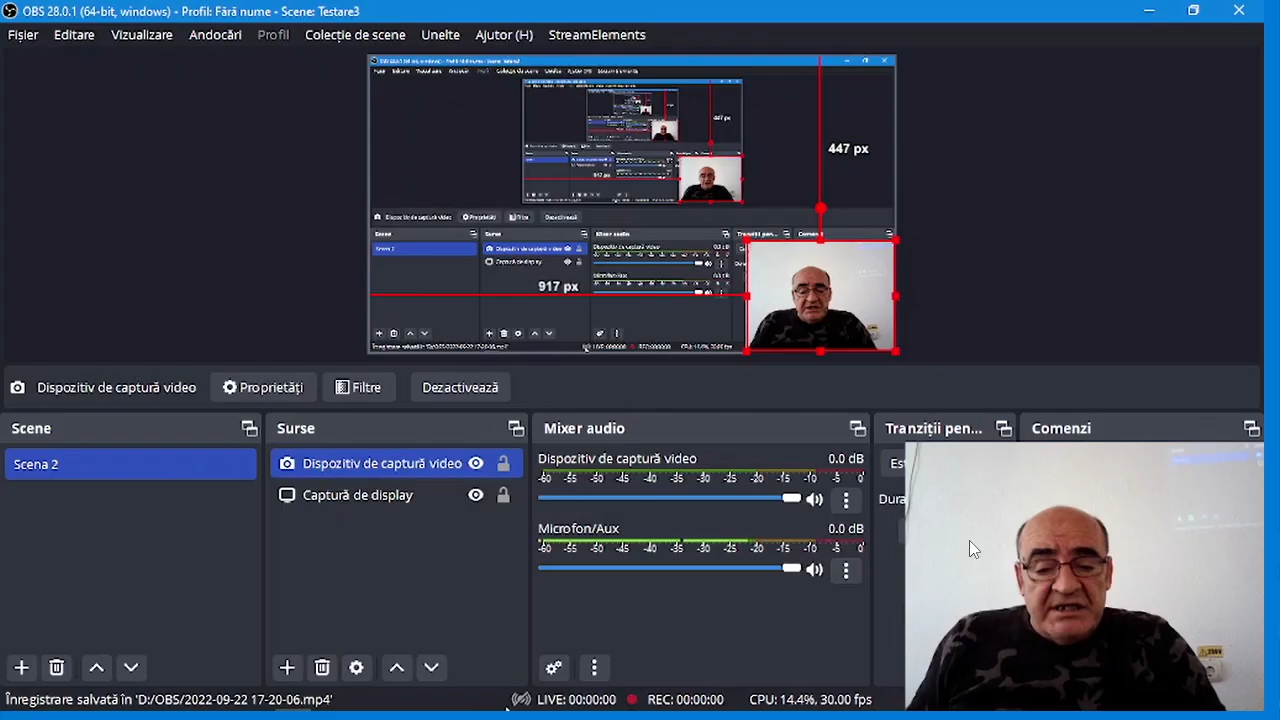 OBS 28.0.1 (64-bit, windows) - Profil: Fără nume - Scene: Testare3
Fișier Editare Vizualizare Andocări Profil Colecție de scene Unelte Ajutor (H) StreamElements
447 px
917 px
Dispozitiv de captură video Proprietăți Filtre Dezactivează
Scene Surse Mixer audio Tranziții pen... Comenzi
Scena 2
Dispozitiv de captură video
Captură de display
Dispozitiv de captură video 0.0 dB
-60 -55 -50 -45 -40 -35 -30 -25 -20 -15 -10 -5 0
Microfon/Aux 0.0 dB
-60 -55 -50 -45 -40 -35 -30 -25 -20 -15 -10 -5 0
Est
Dura
230V
Înregistrare salvată în 'D:/OBS/2022-09-22 17-20-06.mp4' LIVE: 00:00:00 REC: 00:00:00 CPU: 14.4%, 30.00 fps